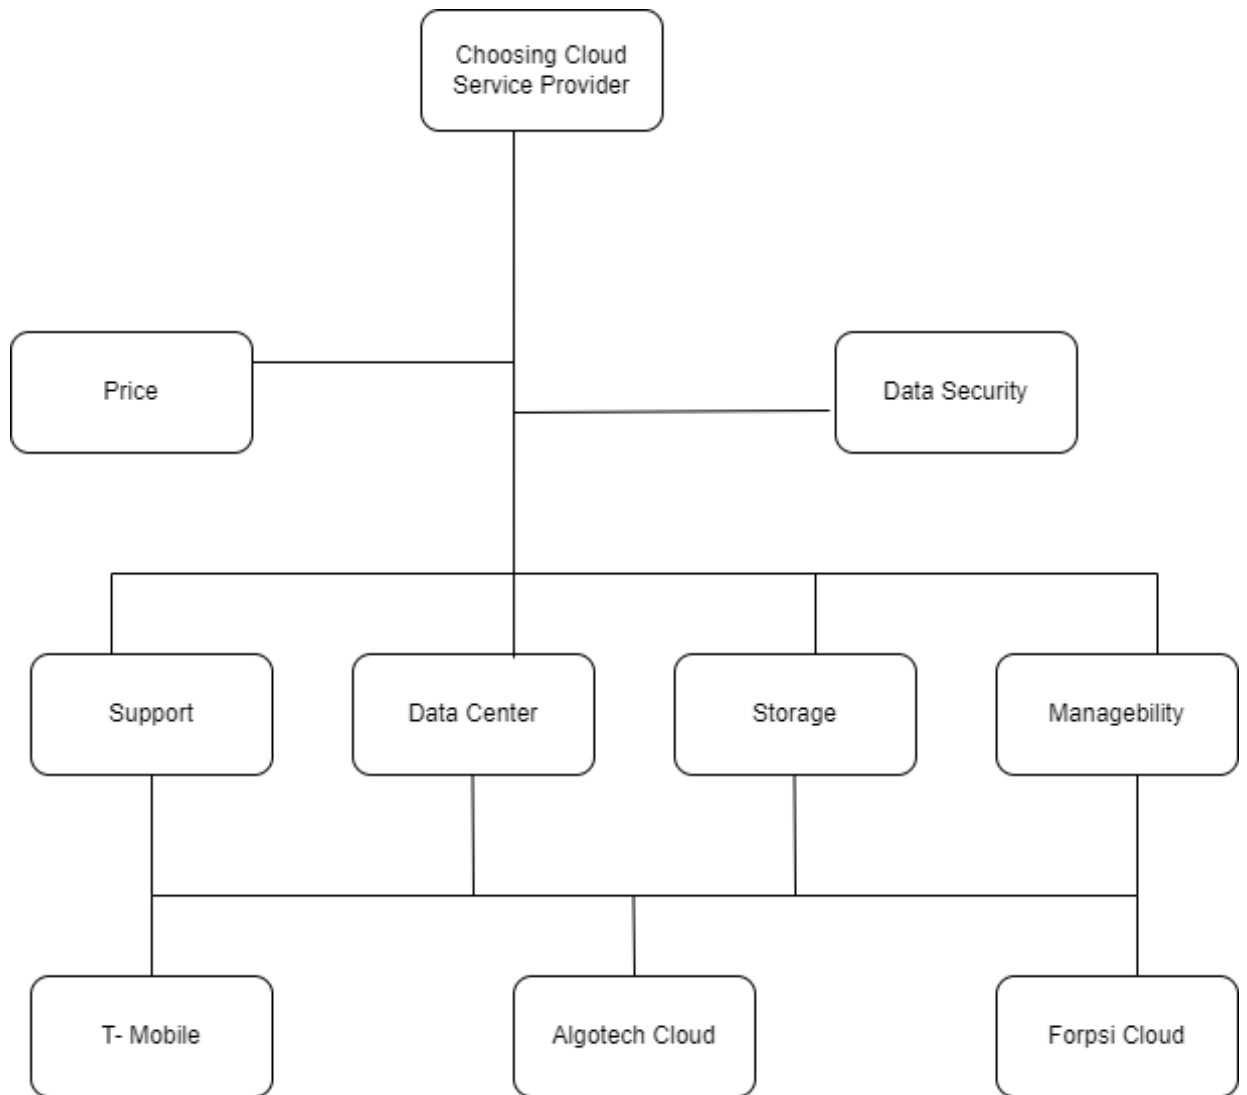 Choosing Cloud
Service Provider
Price
Data Security
Support
Data Center
Storage
Managebility
T- Mobile
Algotech Cloud
Forpsi Cloud